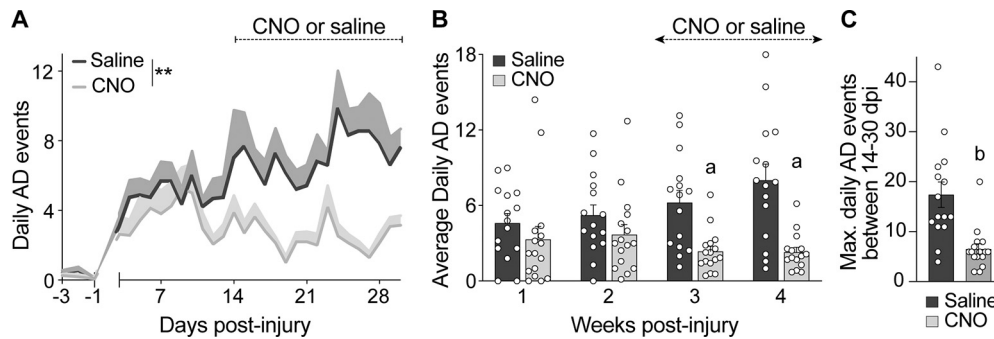 A
CNO or saline
Saline
CNO
**
Daily AD events
12
8
4
0
-3 -1 7 14 21 28
Days post-injury
B
CNO or saline
Saline
CNO
Average Daily AD events
18
12
6
0
a
a
1 2 3 4
Weeks post-injury
C
Max. daily AD events
between 14-30 dpi
40
30
20
10
0
b
Saline
CNO